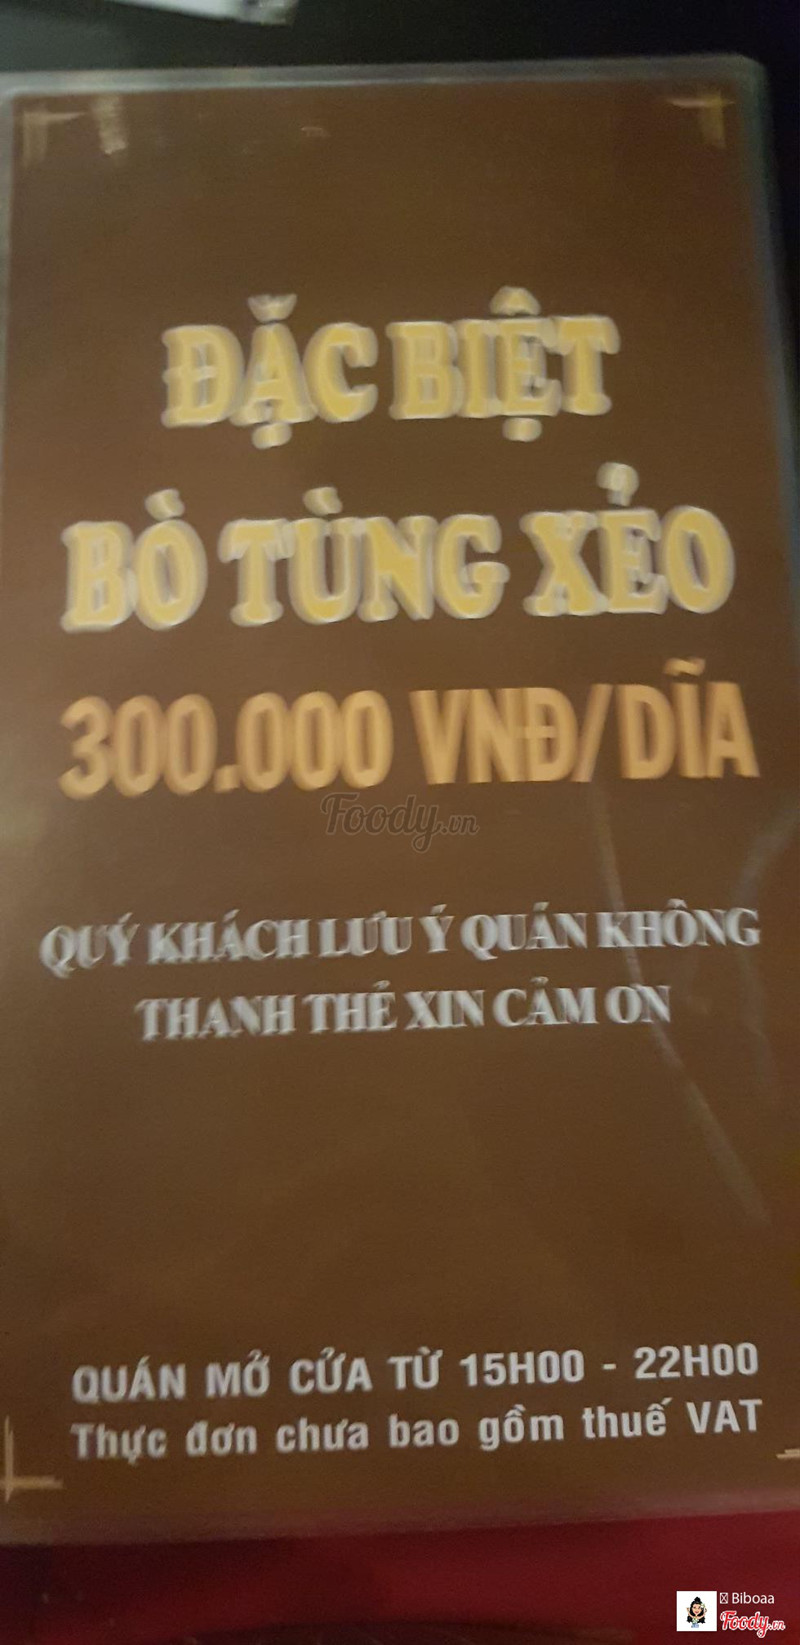 ĐẶC BIỆT
BÒ TÙNG XẺO
300.000 VNĐ/DĨA
Foody.vn
QUÝ KHÁCH LƯU Ý QUÁN KHÔNG
THANH THẺ XIN CẢM ƠN
QUÁN MỞ CỬA TỪ 15H00 - 22H00
Thực đơn chưa bao gồm thuế VAT
Biboaa
Foody.vn